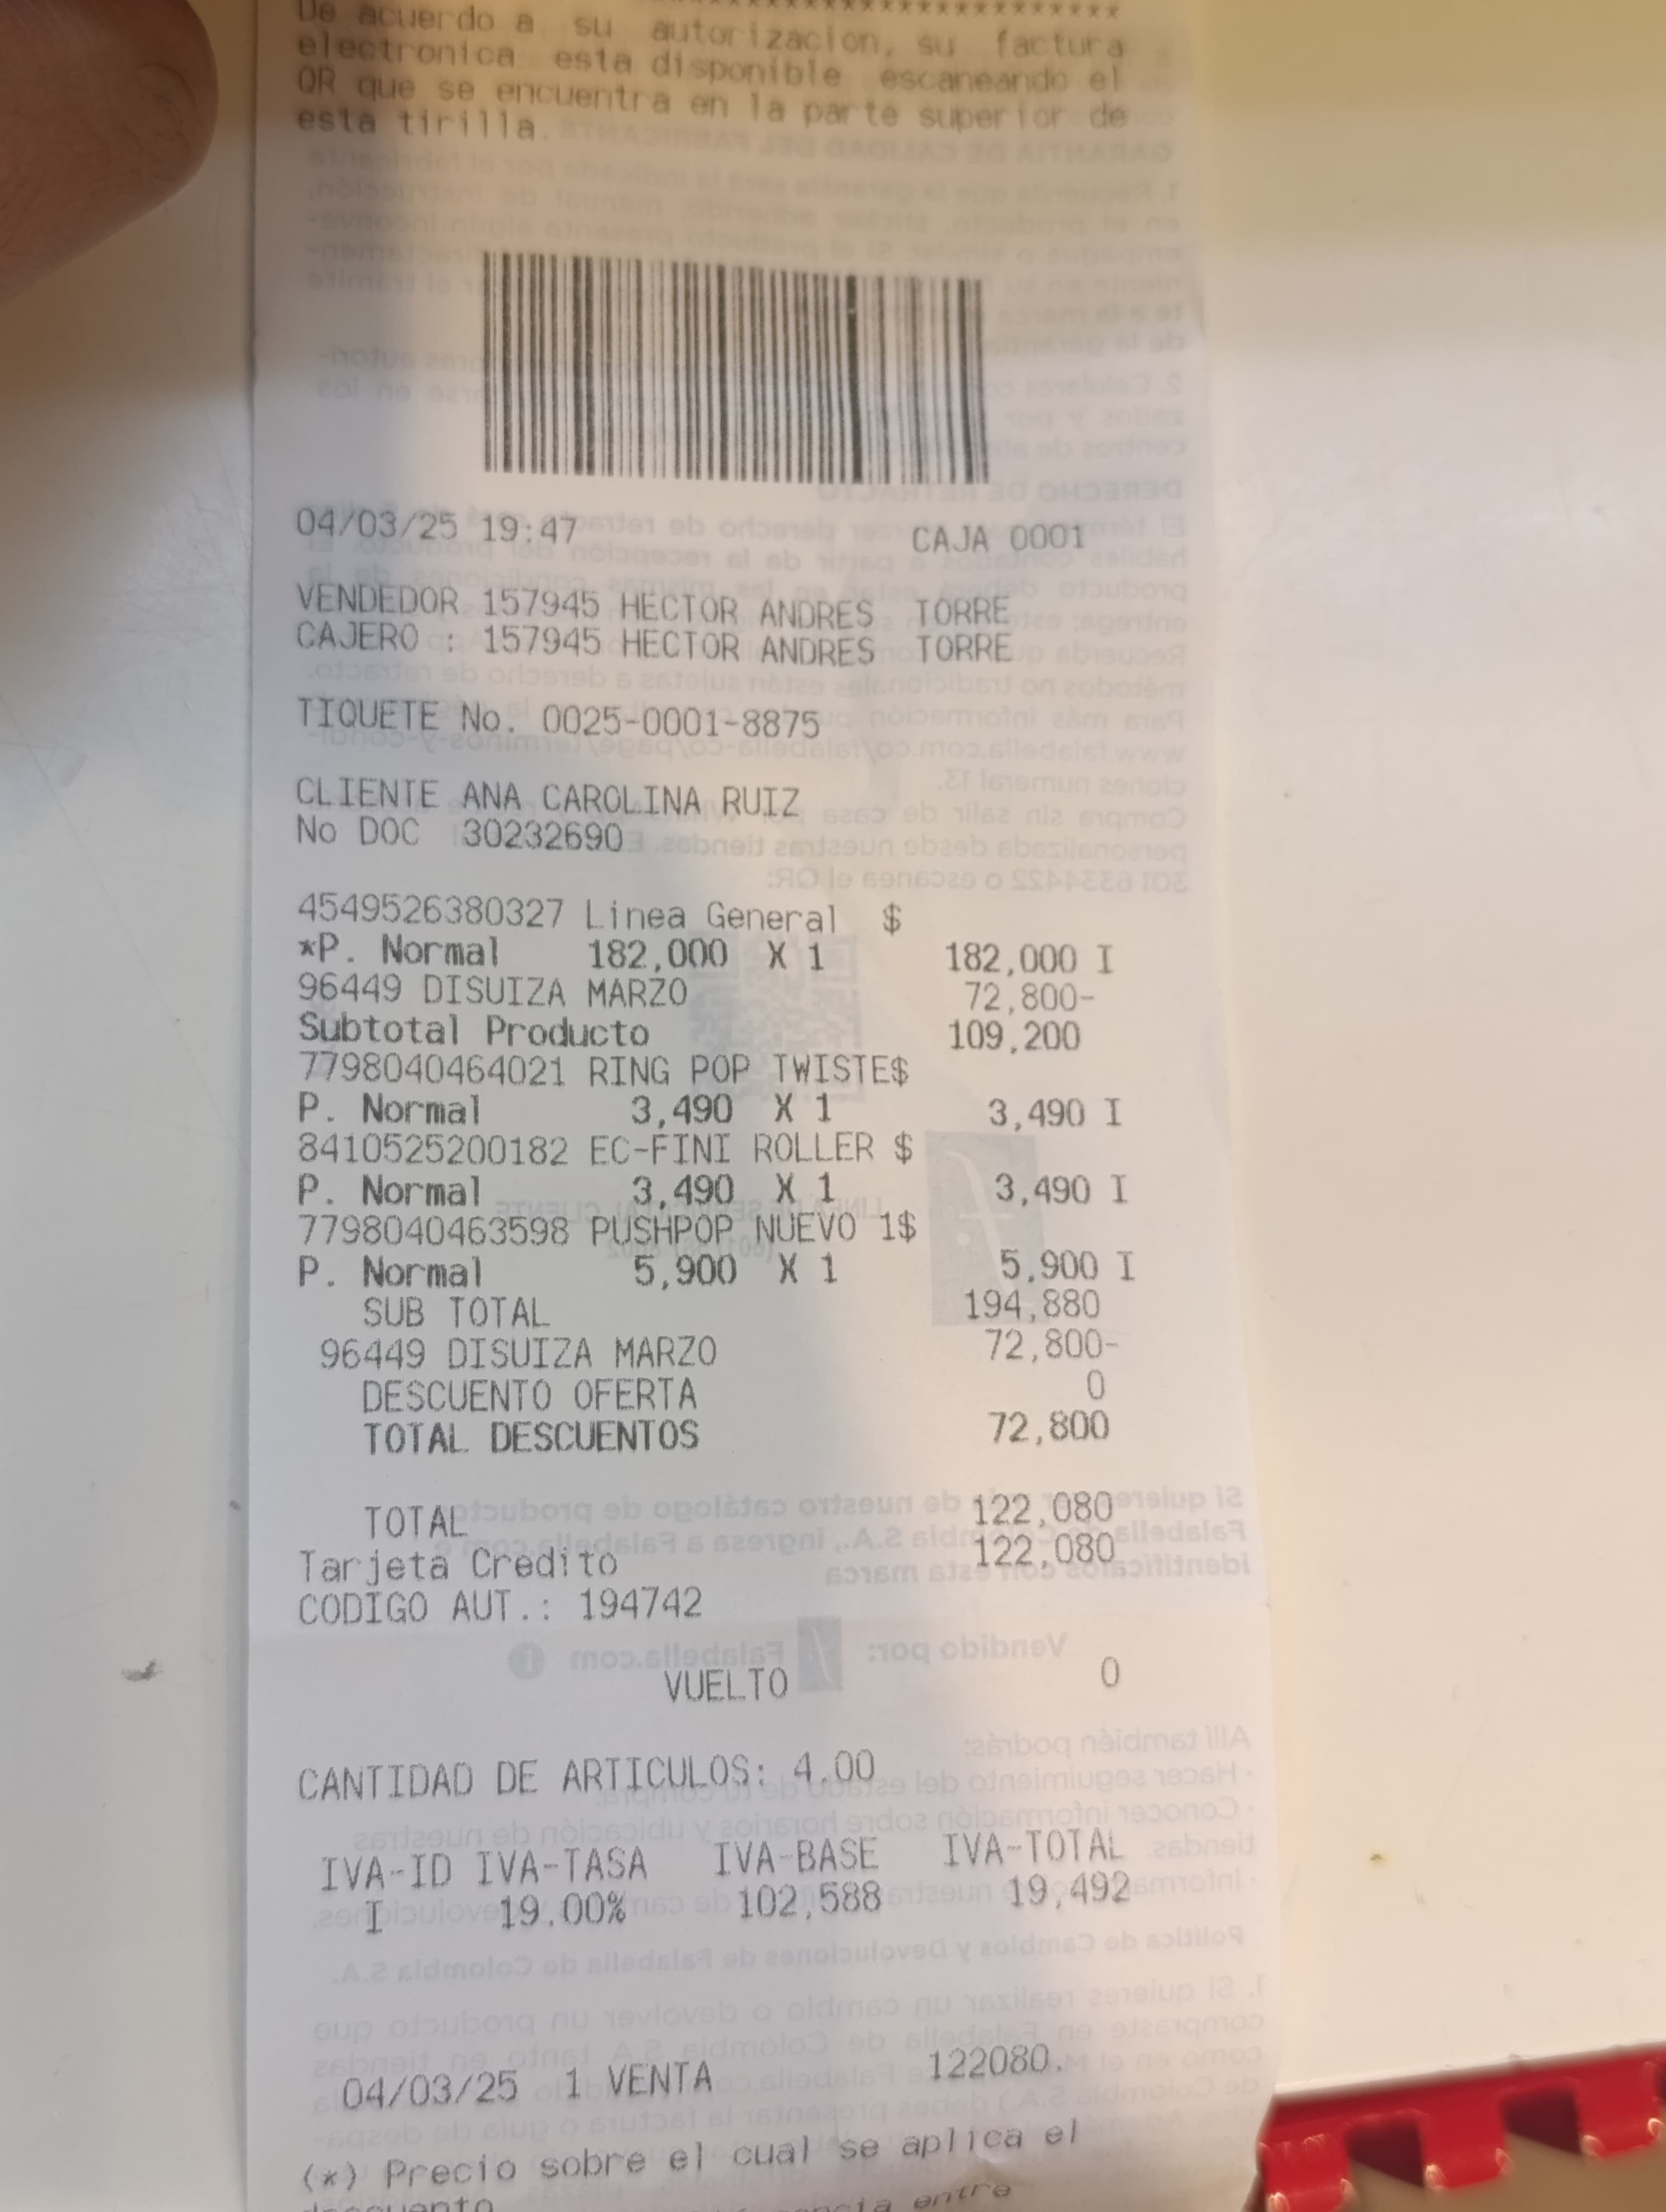 ************************
De acuerdo a su autorizacion, su factura
electronica esta disponible escaneando el
QR que se encuentra en la parte superior de
esta tirilla.
04/03/25 19:47 CAJA 0001
VENDEDOR 157945 HECTOR ANDRES TORRE
CAJERO : 157945 HECTOR ANDRES TORRE
TIQUETE No. 0025-0001-8875
CLIENTE ANA CAROLINA RUIZ
No DOC 30232690
4549526380327 Linea General $
*P. Normal 182,000 X 1 182,000 I
96449 DISUIZA MARZO 72,800-
Subtotal Producto 109,200
7798040464021 RING POP TWISTE$
P. Normal 3,490 X 1 3,490 I
8410525200182 EC-FINI ROLLER $
P. Normal 3,490 X 1 3,490 I
7798040463598 PUSHPOP NUEVO 1$
P. Normal 5,900 X 1 5,900 I
SUB TOTAL 194,880
96449 DISUIZA MARZO 72,800-
DESCUENTO OFERTA 0
TOTAL DESCUENTOS 72,800
TOTAL 122,080
Tarjeta Credito 122,080
CODIGO AUT.: 194742
VUELTO 0
CANTIDAD DE ARTICULOS: 4.00
IVA-ID IVA-TASA IVA-BASE IVA-TOTAL
I 19.00% 102,588 19,492
04/03/25 1 VENTA 122080.
(*) Precio sobre el cual se aplica el
entre